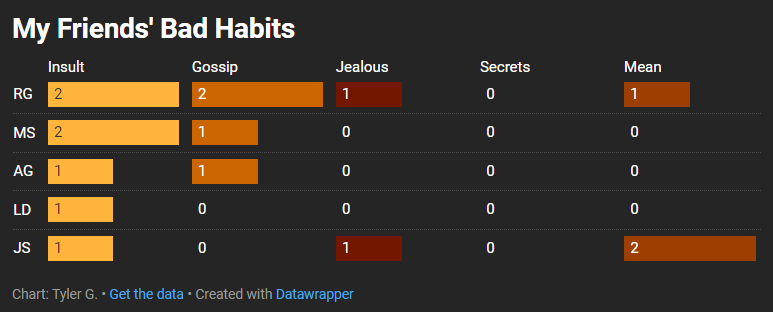 My Friends' Bad Habits
Insult Gossip Jealous Secrets Mean
RG 2 2 1 0 1
MS 2 1 0 0 0
AG 1 1 0 0 0
LD 1 0 0 0 0
JS 1 0 1 0 2
Chart: Tyler G. • Get the data • Created with Datawrapper